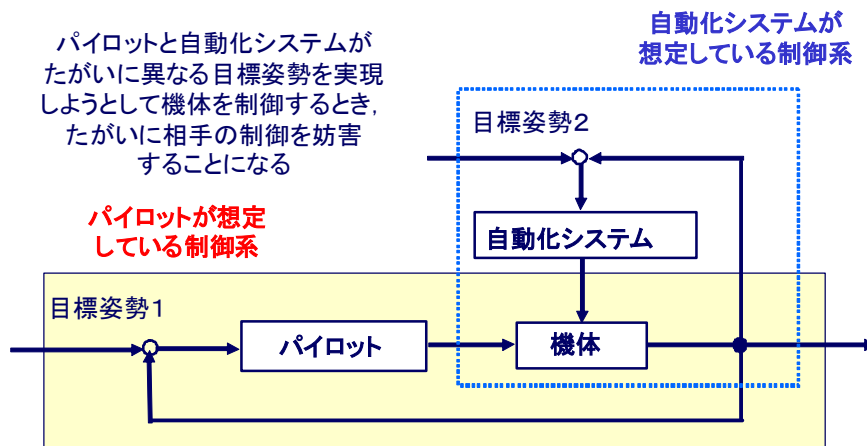 パイロットと自動化システムが
たがいに異なる目標姿勢を実現
しようとして機体を制御するとき,
たがいに相手の制御を妨害
することになる
自動化システムが
想定している制御系
目標姿勢2
パイロットが想定
している制御系
自動化システム
目標姿勢1
パイロット
機体